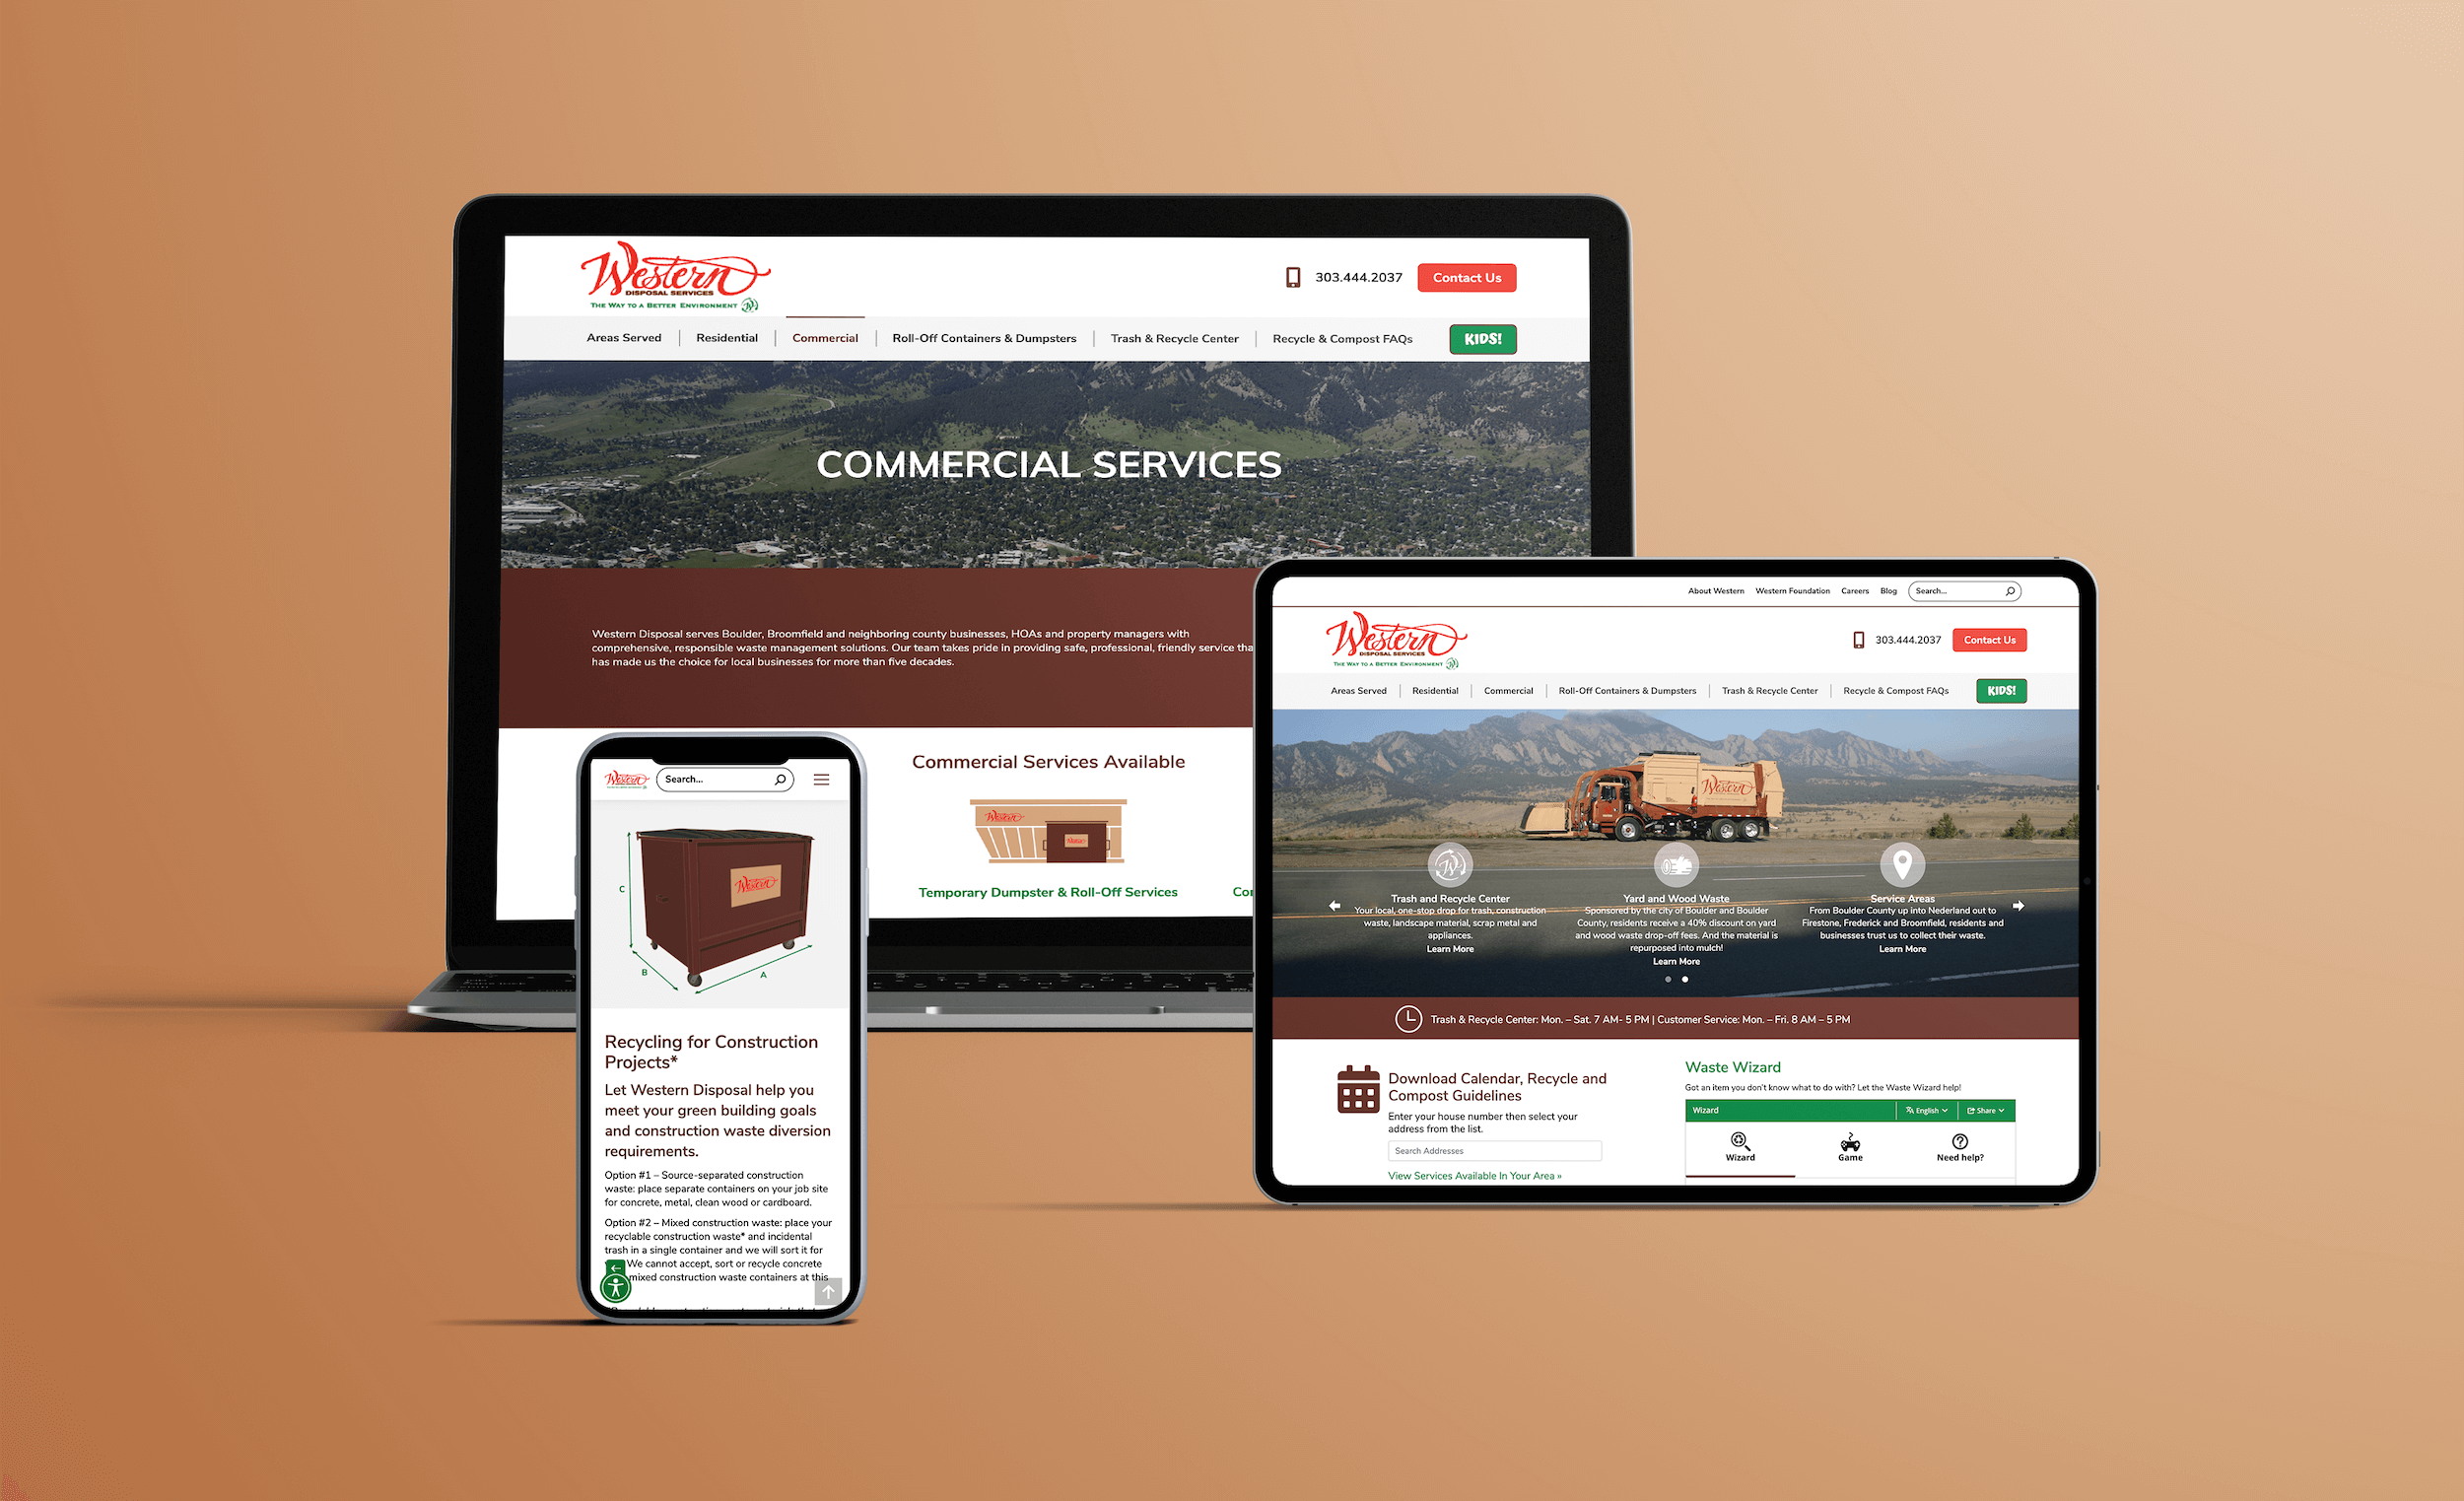 Western
DISPOSAL SERVICES
THE WAY TO A BETTER ENVIRONMENT
303.444.2037
Contact Us
Areas Served
Residential
Commercial
Roll-Off Containers & Dumpsters
Trash & Recycle Center
Recycle & Compost FAQs
KIDS!
COMMERCIAL SERVICES
Western Disposal serves Boulder, Broomfield and neighboring county businesses, HOAs and property managers with
comprehensive, responsible waste management solutions. Our team takes pride in providing safe, professional, friendly service tha
has made us the choice for local businesses for more than five decades.
Commercial Services Available
Western
Temporary Dumpster & Roll-Off Services
Western
Search...
Western
C
B
A
Recycling for Construction
Projects*
Let Western Disposal help you
meet your green building goals
and construction waste diversion
requirements.
Option #1 – Source-separated construction
waste: place separate containers on your job site
for concrete, metal, clean wood or cardboard.
Option #2 – Mixed construction waste: place your
recyclable construction waste* and incidental
trash in a single container and we will sort it for
We cannot accept, sort or recycle concrete
mixed construction waste containers at this
About Western
Western Foundation
Careers
Blog
Search...
Western
DISPOSAL SERVICES
THE WAY TO A BETTER ENVIRONMENT
303.444.2037
Contact Us
Areas Served
Residential
Commercial
Roll-Off Containers & Dumpsters
Trash & Recycle Center
Recycle & Compost FAQs
KIDS!
Western
Trash and Recycle Center
Your local, one-stop drop for trash, construction
waste, landscape material, scrap metal and
appliances.
Learn More
Yard and Wood Waste
Sponsored by the city of Boulder and Boulder
County, residents receive a 40% discount on yard
and wood waste drop-off fees. And the material is
repurposed into mulch!
Learn More
Service Areas
From Boulder County up into Nederland out to
Firestone, Frederick and Broomfield, residents and
businesses trust us to collect their waste.
Learn More
Trash & Recycle Center: Mon. – Sat. 7 AM- 5 PM | Customer Service: Mon. – Fri. 8 AM – 5 PM
Download Calendar, Recycle and
Compost Guidelines
Enter your house number then select your
address from the list.
Search Addresses
View Services Available In Your Area »
Waste Wizard
Got an item you don't know what to do with? Let the Waste Wizard help!
Wizard
English
Share
Wizard
Game
Need help?